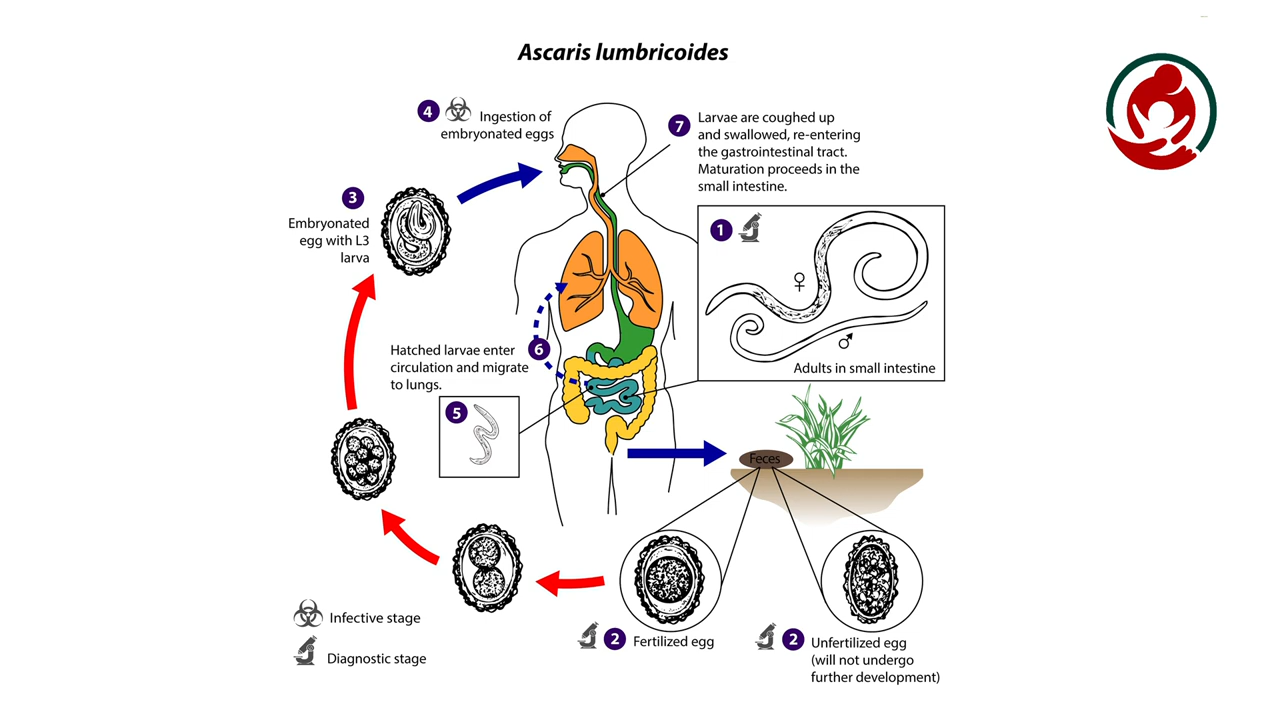 Ascaris lumbricoides
4
Ingestion of
embryonated eggs
7
Larvae are coughed up
and swallowed, re-entering
the gastrointestinal tract.
Maturation proceeds in the
small intestine.
3
Embryonated
egg with L3
larva
1
♀
♂
Adults in small intestine
6
Hatched larvae enter
circulation and migrate
to lungs.
5
Feces
2
Fertilized egg
2
Unfertilized egg
(will not undergo
further development)
Infective stage
Diagnostic stage